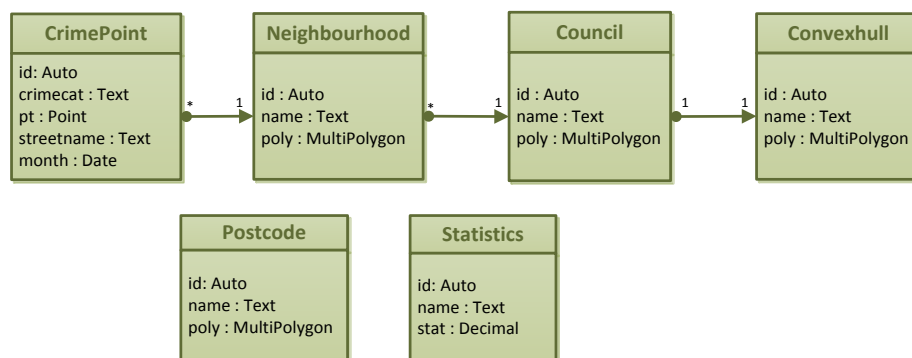 CrimePoint
id: Auto
crimecat : Text
pt : Point
streetname : Text
month : Date
* 1
Neighbourhood
id : Auto
name : Text
poly : MultiPolygon
* 1
Council
id : Auto
name : Text
poly : MultiPolygon
1 1
Convexhull
id : Auto
name : Text
poly : MultiPolygon
Postcode
id: Auto
name : Text
poly : MultiPolygon
Statistics
id: Auto
name : Text
stat : Decimal